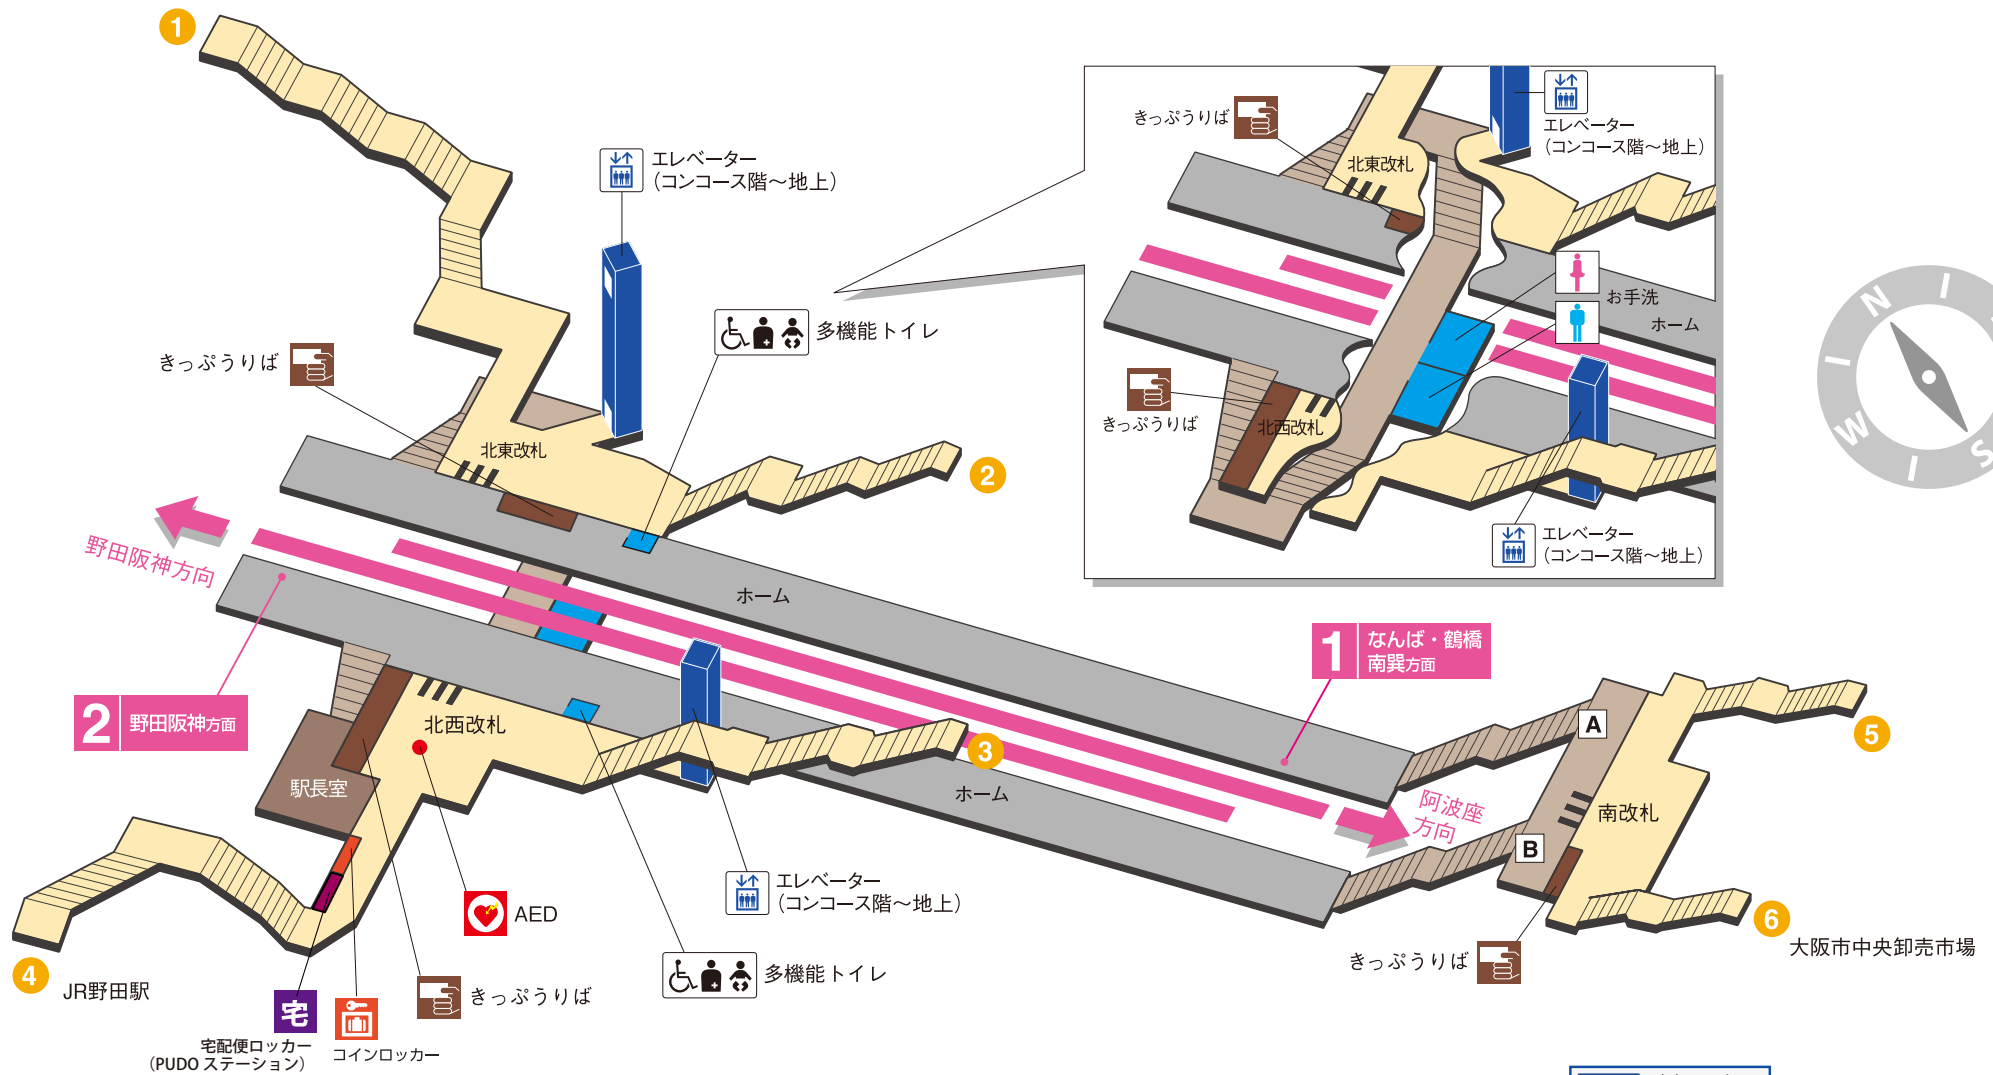 1
エレベーター
(コンコース階〜地上)
きっぷうりば
多機能トイレ
北東改札
2
野田阪神方向
ホーム
2 野田阪神方面
1 なんば・鶴橋
南巽方面
北西改札
駅長室
3
ホーム
阿波座
方向
A
B
南改札
5
6
大阪市中央卸売市場
きっぷうりば
4
JR野田駅
AED
エレベーター
(コンコース階〜地上)
多機能トイレ
きっぷうりば
宅
宅配便ロッカー
(PUDO ステーション)
コインロッカー
きっぷうりば
エレベーター
(コンコース階〜地上)
北東改札
お手洗
ホーム
きっぷうりば
北西改札
エレベーター
(コンコース階〜地上)
N
W
S